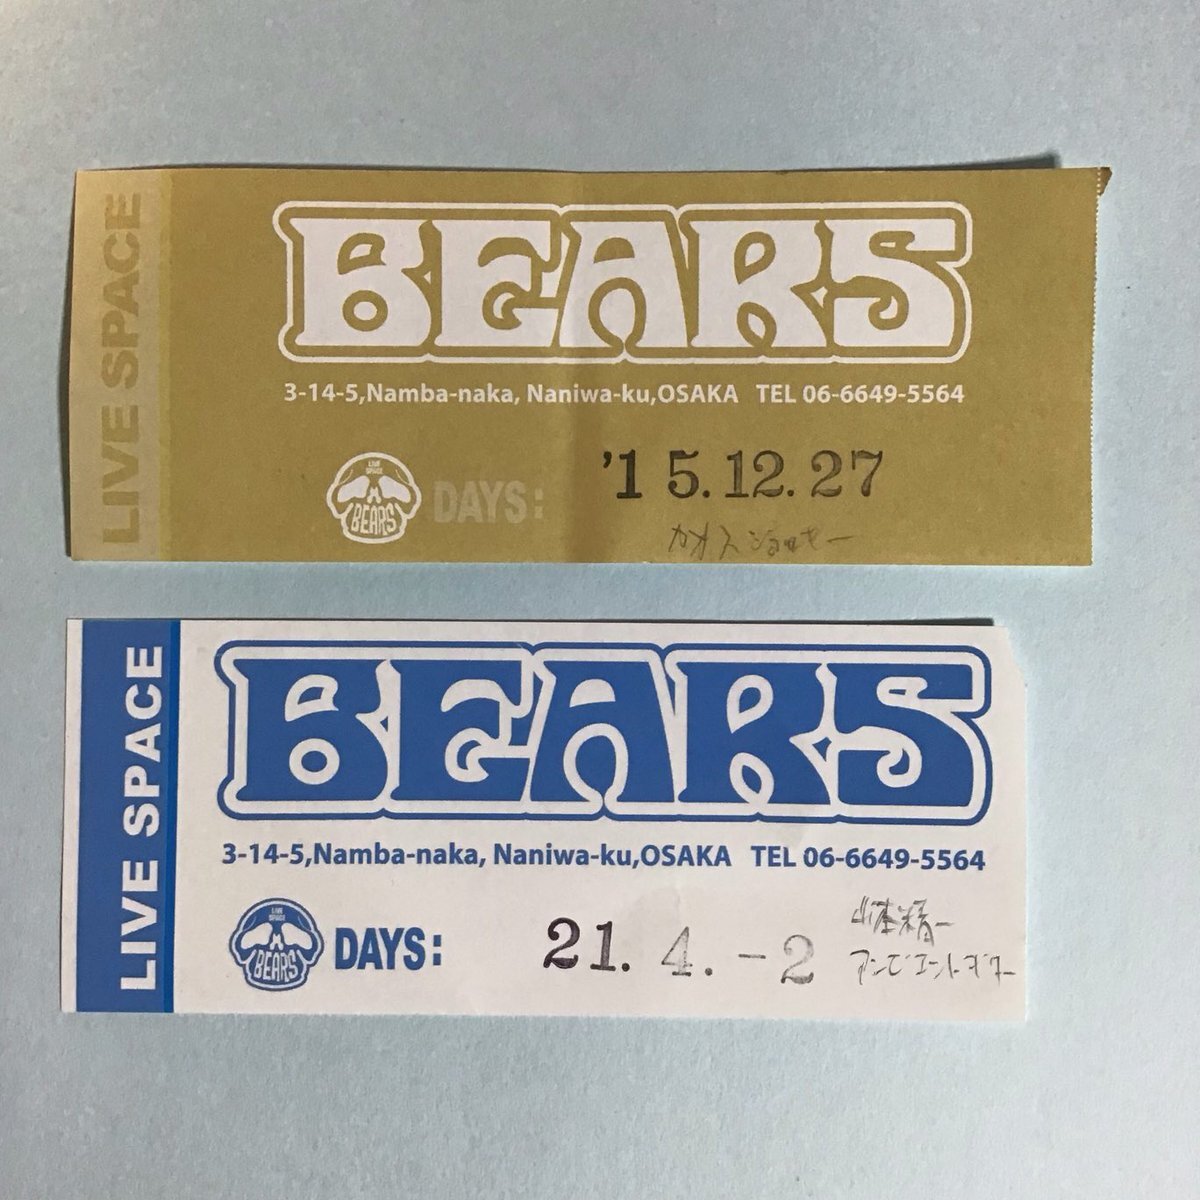 LIVE SPACE
BEARS
3-14-5,Namba-naka, Naniwa-ku,OSAKA TEL 06-6649-5564
LIVE SPACE
BEARS
DAYS:
'15.12.27
カオスジョッキー
LIVE SPACE
BEARS
3-14-5,Namba-naka, Naniwa-ku,OSAKA TEL 06-6649-5564
LIVE SPACE
BEARS
DAYS:
21. 4. -2
山本精一
アンビエントギター